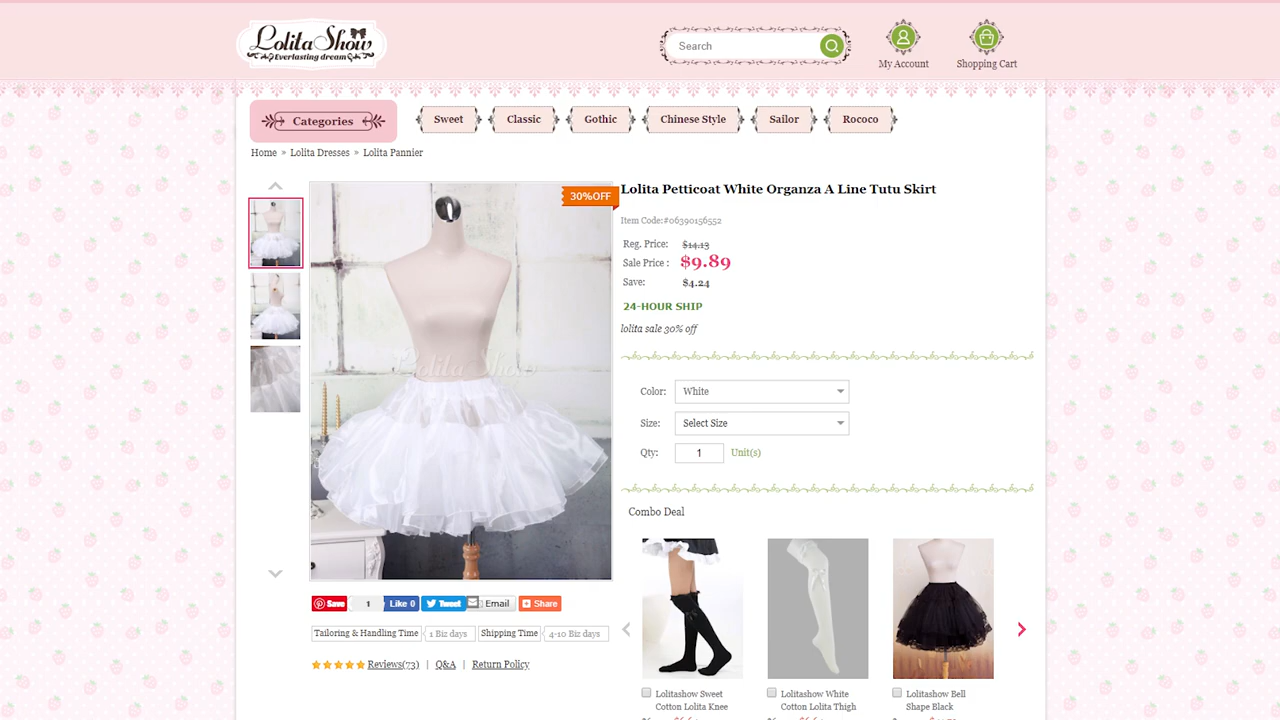 Lolita Show
Everlasting dream
Search
My Account
Shopping Cart
Categories
Sweet
Classic
Gothic
Chinese Style
Sailor
Rococo
Home » Lolita Dresses » Lolita Pannier
30%OFF
Lolita Show
Lolita Petticoat White Organza A Line Tutu Skirt
Item Code:#06390156552
Reg. Price: $14.13
Sale Price : $9.89
Save: $4.24
24-HOUR SHIP
lolita sale 30% off
Color: White
Size: Select Size
Qty: 1 Unit(s)
Combo Deal
Save 1 Like 0 Tweet Email Share
Tailoring & Handling Time 1 Biz days Shipping Time 4-10 Biz days
Reviews(73) | Q&A | Return Policy
Lolitashow Sweet
Cotton Lolita Knee
Lolitashow White
Cotton Lolita Thigh
Lolitashow Bell
Shape Black